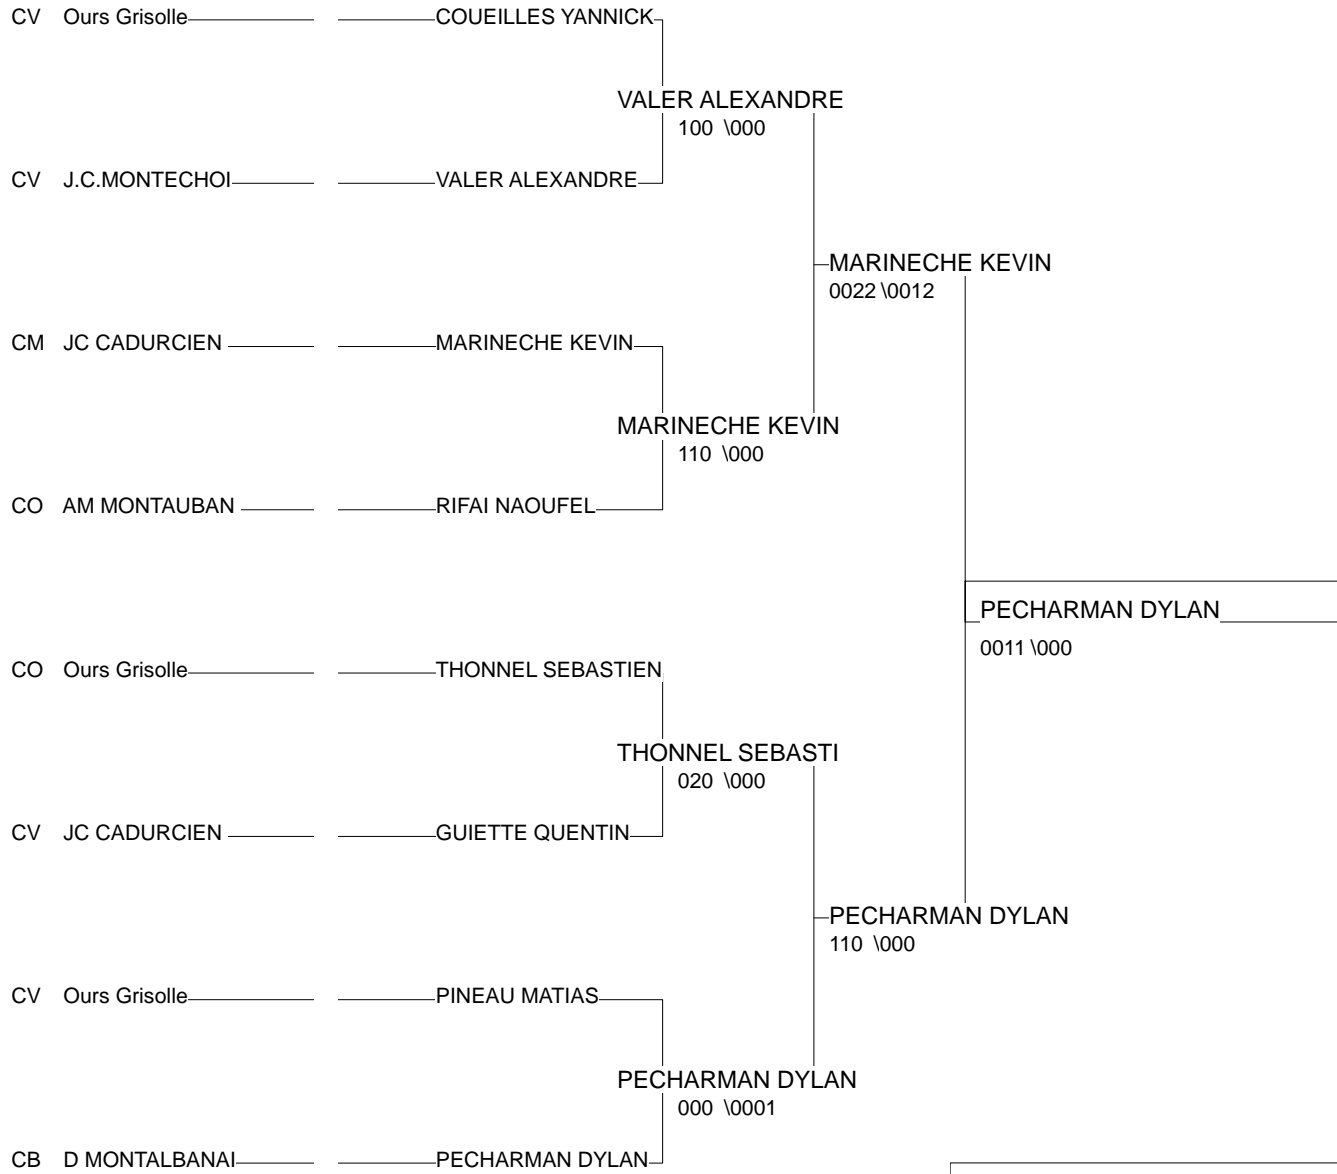 CV Ours Grisolle COUEILLES YANNICK
VALER ALEXANDRE
100 \000
CV J.C.MONTECHOI VALER ALEXANDRE
MARINECHE KEVIN
0022 \0012
CM JC CADURCIEN MARINECHE KEVIN
MARINECHE KEVIN
110 \000
CO AM MONTAUBAN RIFAI NAOUFEL
PECHARMAN DYLAN
0011 \000
CO Ours Grisolle THONNEL SEBASTIEN
THONNEL SEBASTI
020 \000
CV JC CADURCIEN GUIETTE QUENTIN
PECHARMAN DYLAN
110 \000
CV Ours Grisolle PINEAU MATIAS
PECHARMAN DYLAN
000 \0001
CB D MONTALBANAI PECHARMAN DYLAN